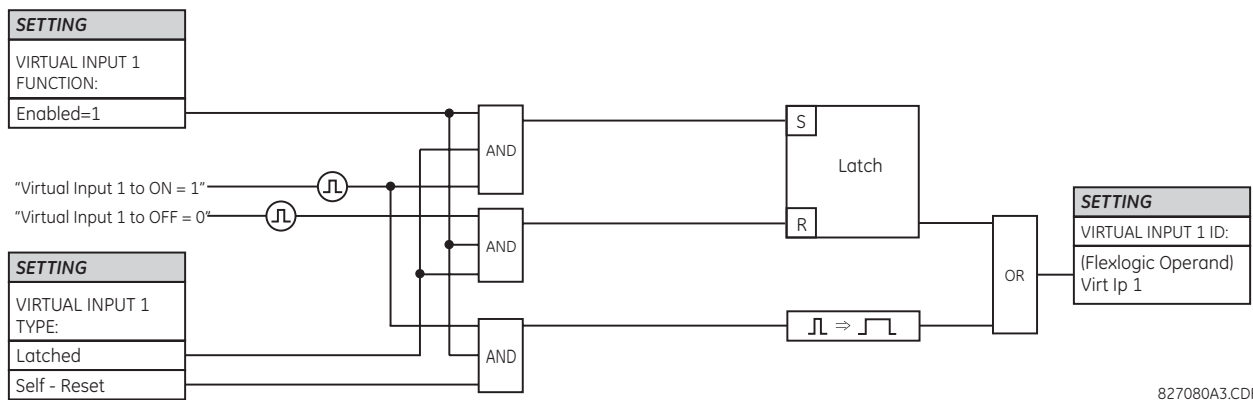 SETTING
VIRTUAL INPUT 1
FUNCTION:
Enabled=1
“Virtual Input 1 to ON = 1”
“Virtual Input 1 to OFF = 0”
SETTING
VIRTUAL INPUT 1
TYPE:
Latched
Self - Reset
AND
AND
AND
S
Latch
R
OR
SETTING
VIRTUAL INPUT 1 ID:
(Flexlogic Operand)
Virt Ip 1
827080A3.CDR